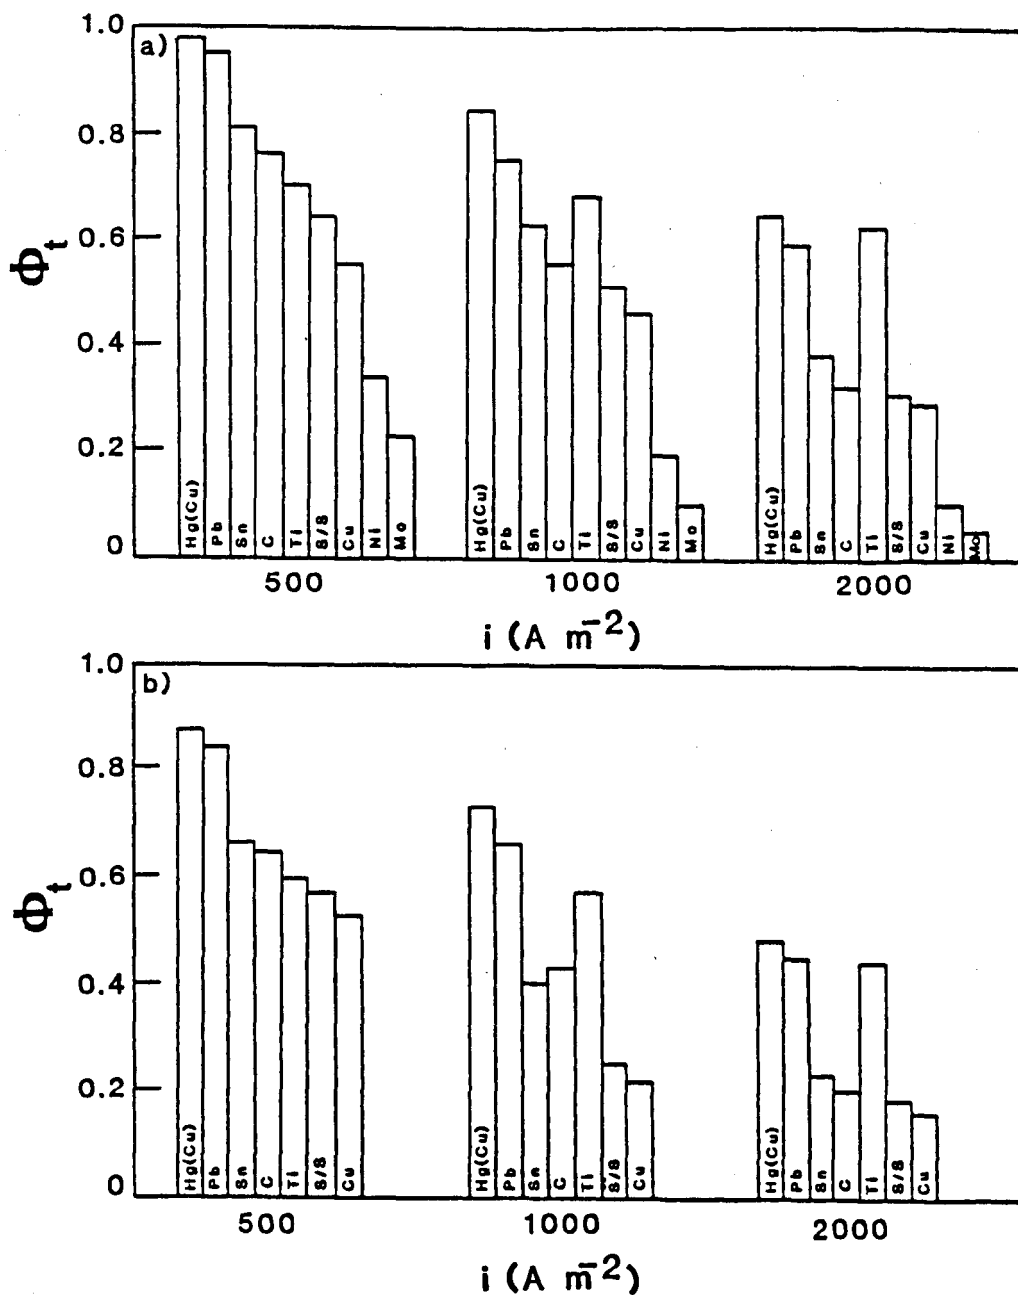 1.0
a)
0.8
0.6
Φt
0.4
0.2
0
Hg(Cu) Pb Sn C Ti S/S Cu Ni Mo
Hg(Cu) Pb Sn C Ti S/S Cu Ni Mo
Hg(Cu) Pb Sn C Ti S/S Cu Ni Mo
500 1000 2000
i (A m⁻²)
1.0
b)
0.8
0.6
Φt
0.4
0.2
0
Hg(Cu) Pb Sn C Ti S/S Cu
Hg(Cu) Pb Sn C Ti S/S Cu
Hg(Cu) Pb Sn C Ti S/S Cu
500 1000 2000
i (A m⁻²)